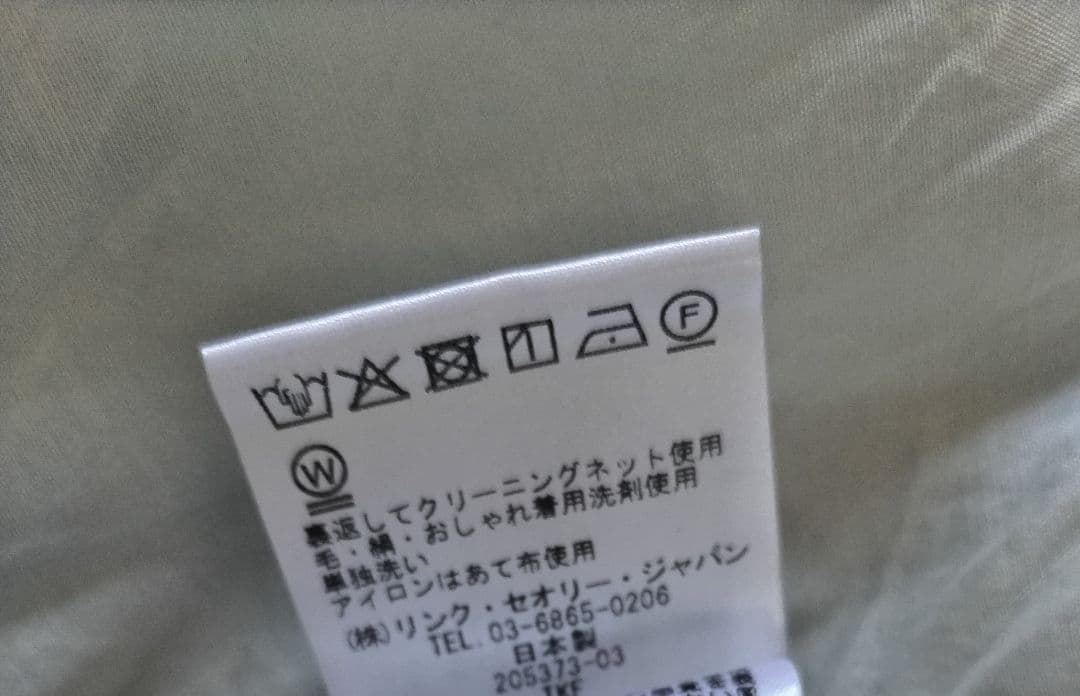 F
W
裏返してクリーニングネット使用
毛・絹・おしゃれ着用洗剤使用
単独洗い
アイロンはあて布使用
(株)リンク・セオリー・ジャパン
TEL. 03-6865-0206
日本製
205373-03
TKF